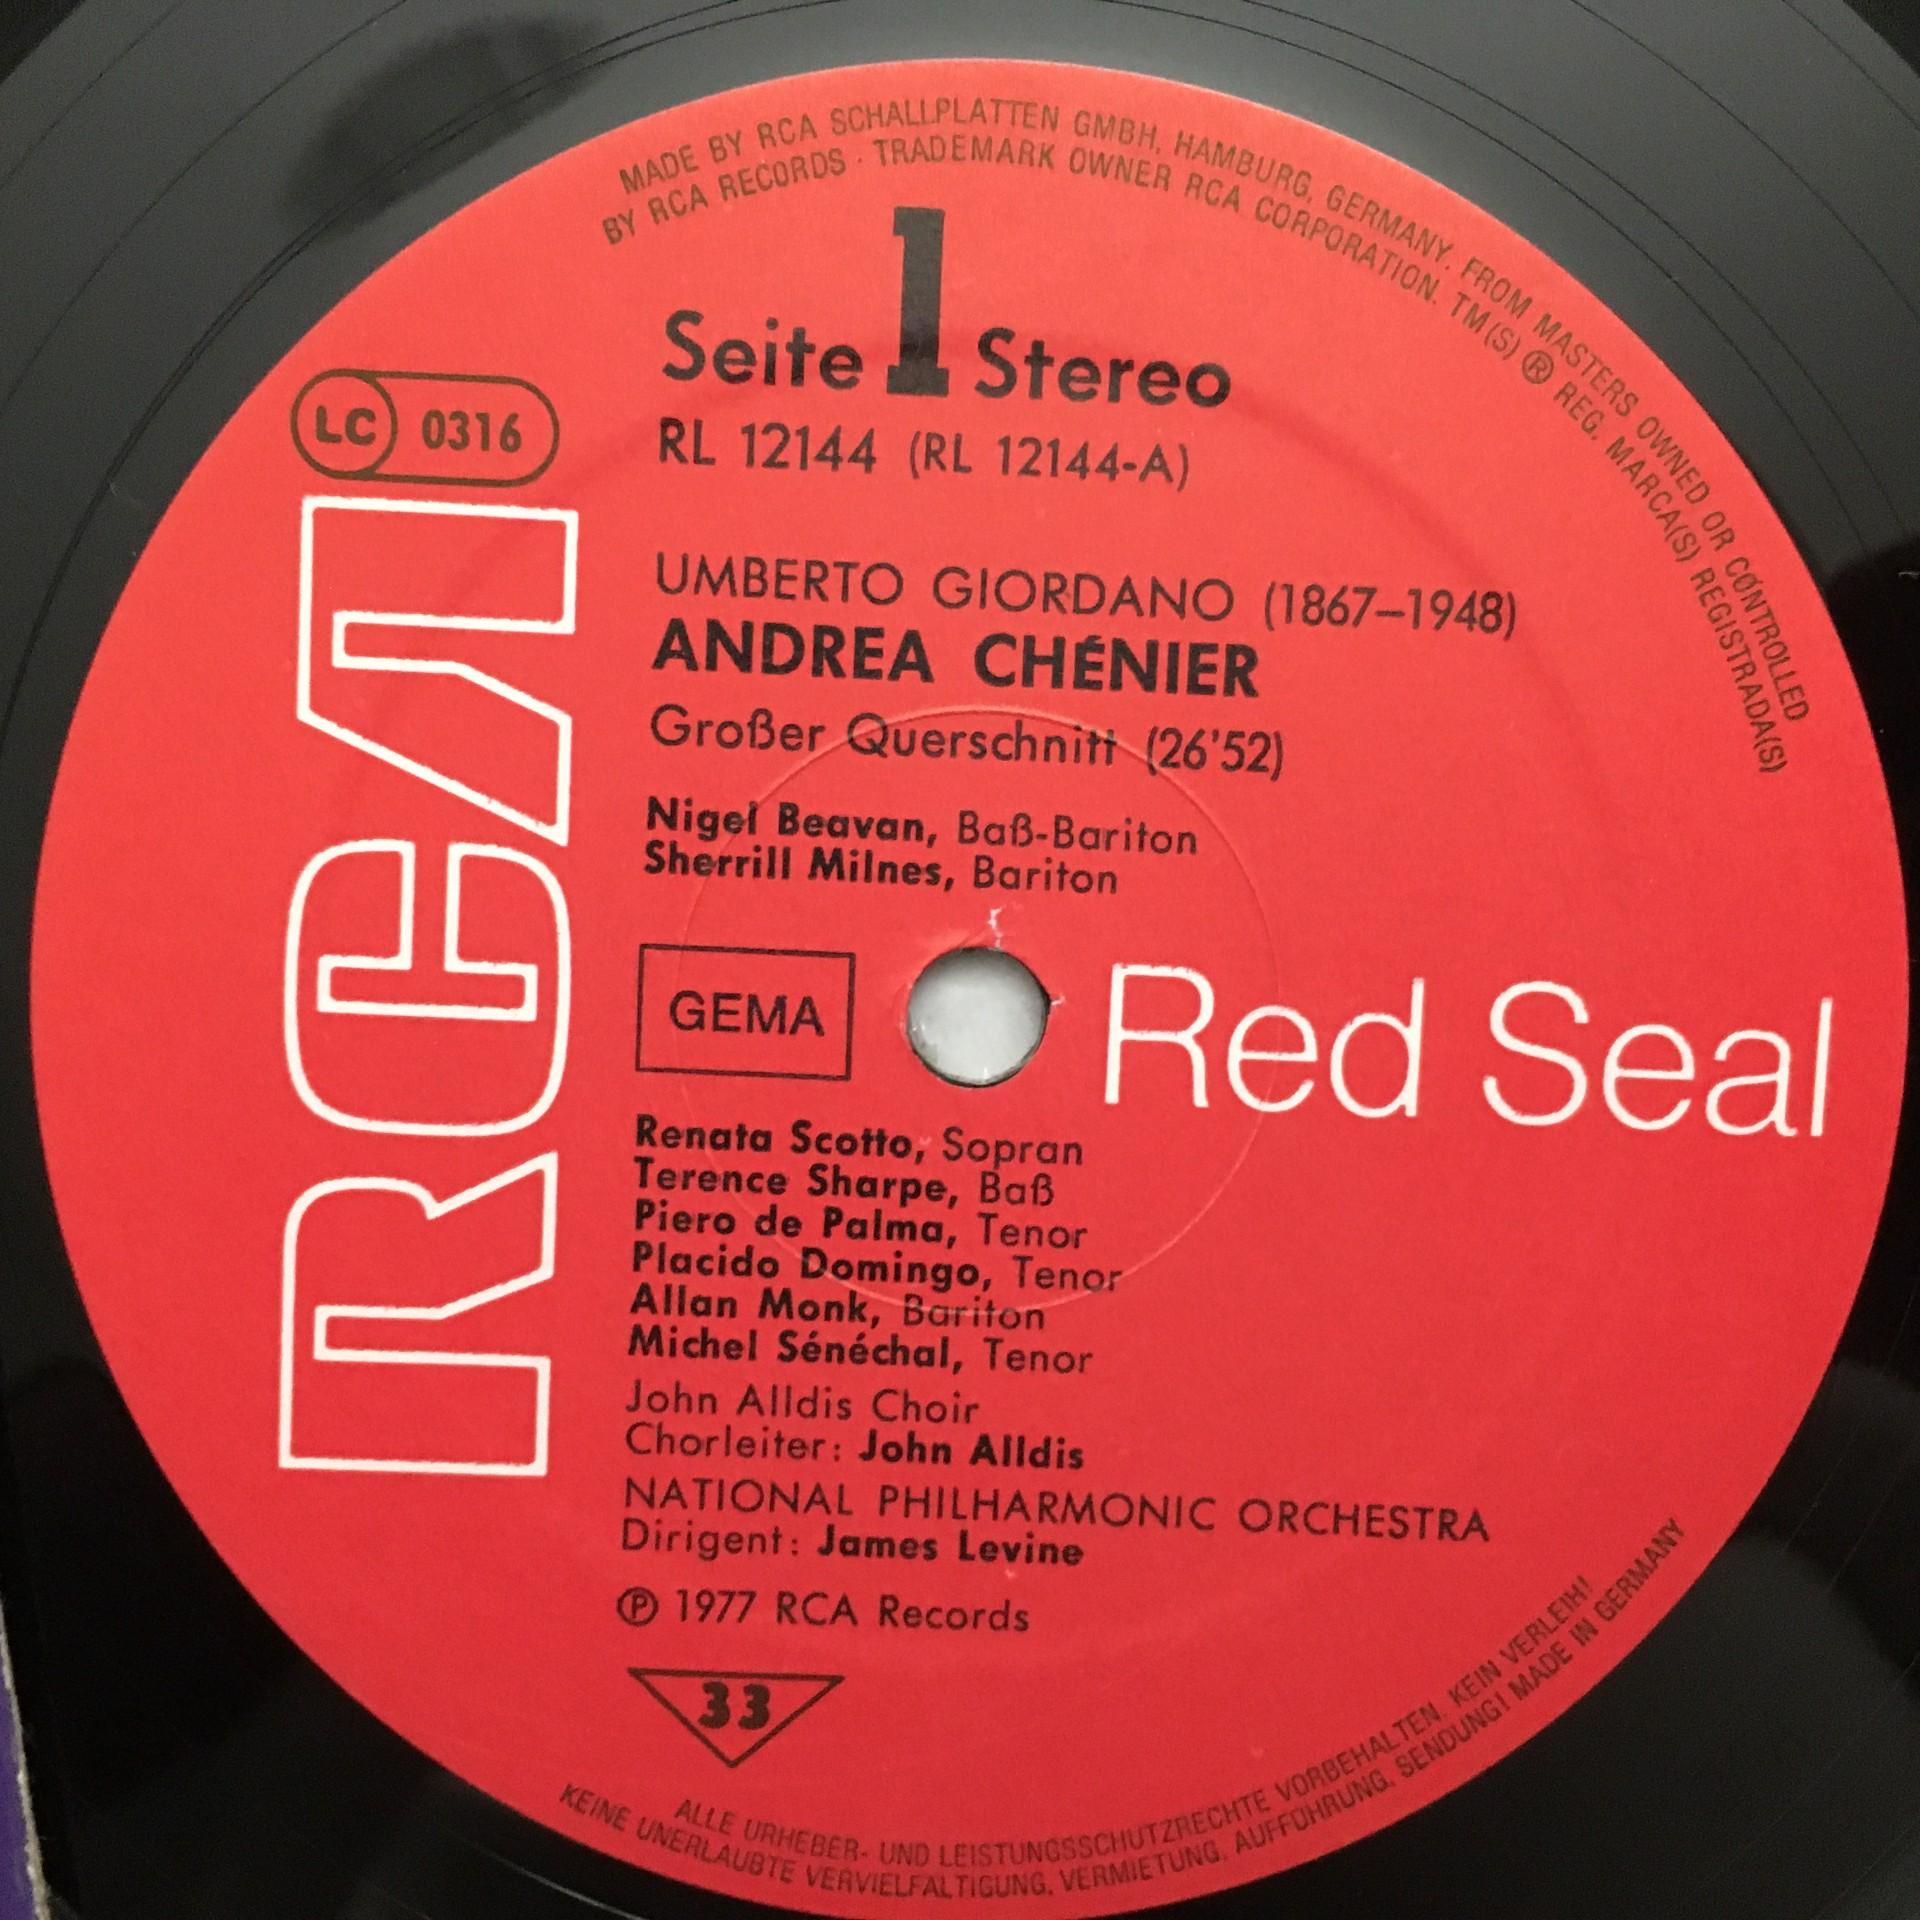 MADE BY RCA SCHALLPLATTEN GMBH, HAMBURG, GERMANY. FROM MASTERS OWNED OR CONTROLLED
BY RCA RECORDS · TRADEMARK OWNER RCA CORPORATION. TM(S) ® REG. MARCA(S) REGISTRADA(S)
Seite 1 Stereo
LC 0316
RL 12144 (RL 12144-A)
RCA
UMBERTO GIORDANO (1867–1948)
ANDREA CHÉNIER
Großer Querschnitt (26'52)
Nigel Beavan, Baß-Bariton
Sherrill Milnes, Bariton
GEMA
Red Seal
Renata Scotto, Sopran
Terence Sharpe, Baß
Piero de Palma, Tenor
Placido Domingo, Tenor
Allan Monk, Bariton
Michel Sénéchal, Tenor
John Alldis Choir
Chorleiter: John Alldis
NATIONAL PHILHARMONIC ORCHESTRA
Dirigent: James Levine
℗ 1977 RCA Records
33
ALLE URHEBER- UND LEISTUNGSSCHUTZRECHTE VORBEHALTEN. KEIN VERLEIH!
KEINE UNERLAUBTE VERVIELFALTIGUNG, VERMIETUNG, AUFFÜHRUNG, SENDUNG! MADE IN GERMANY